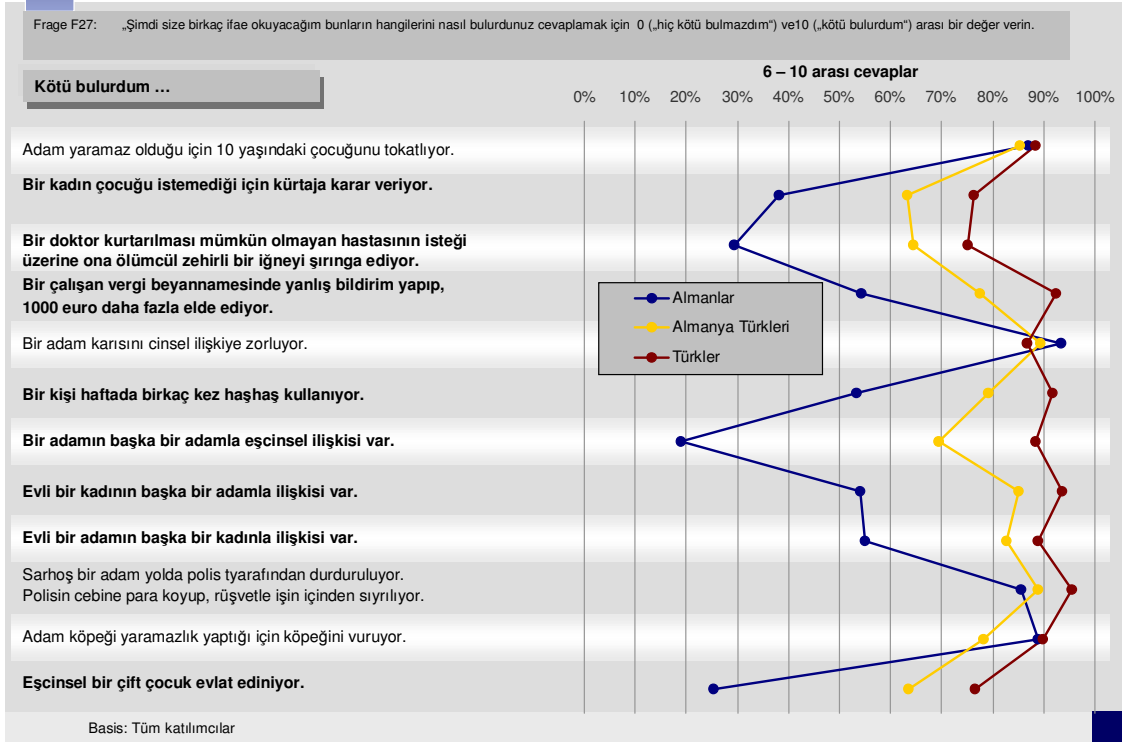 Frage F27: „Şimdi size birkaç ifae okuyacağım bunların hangilerini nasıl bulurdunuz cevaplamak için 0 („hiç kötü bulmazdım“) ve10 („kötü bulurdum“) arası bir değer verin.
Kötü bulurdum …
6 – 10 arası cevaplar
0% 10% 20% 30% 40% 50% 60% 70% 80% 90% 100%
Adam yaramaz olduğu için 10 yaşındaki çocuğunu tokatlıyor.
Bir kadın çocuğu istemediği için kürtaja karar veriyor.
Bir doktor kurtarılması mümkün olmayan hastasının isteği
üzerine ona ölümcül zehirli bir iğneyi şırınga ediyor.
Bir çalışan vergi beyannamesinde yanlış bildirim yapıp,
1000 euro daha fazla elde ediyor.
Almanlar
Almanya Türkleri
Türkler
Bir adam karısını cinsel ilişkiye zorluyor.
Bir kişi haftada birkaç kez haşhaş kullanıyor.
Bir adamın başka bir adamla eşcinsel ilişkisi var.
Evli bir kadının başka bir adamla ilişkisi var.
Evli bir adamın başka bir kadınla ilişkisi var.
Sarhoş bir adam yolda polis tyarafından durduruluyor.
Polisin cebine para koyup, rüşvetle işin içinden sıyrılıyor.
Adam köpeği yaramazlık yaptığı için köpeğini vuruyor.
Eşcinsel bir çift çocuk evlat ediniyor.
Basis: Tüm katılımcılar